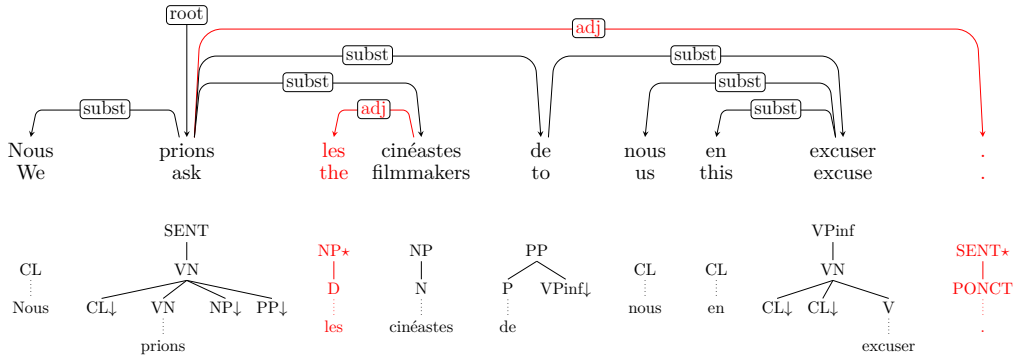 root
adj
subst subst
subst subst
subst adj subst
Nous prions les cinéastes de nous en excuser .
We ask the filmmakers to us this excuse .
SENT VPinf
NP⋆ NP PP SENT⋆
CL VN CL CL VN
D N P VPinf↓ PONCT
Nous CL↓ VN NP↓ PP↓ nous en CL↓ CL↓ V
les cinéastes de .
prions excuser